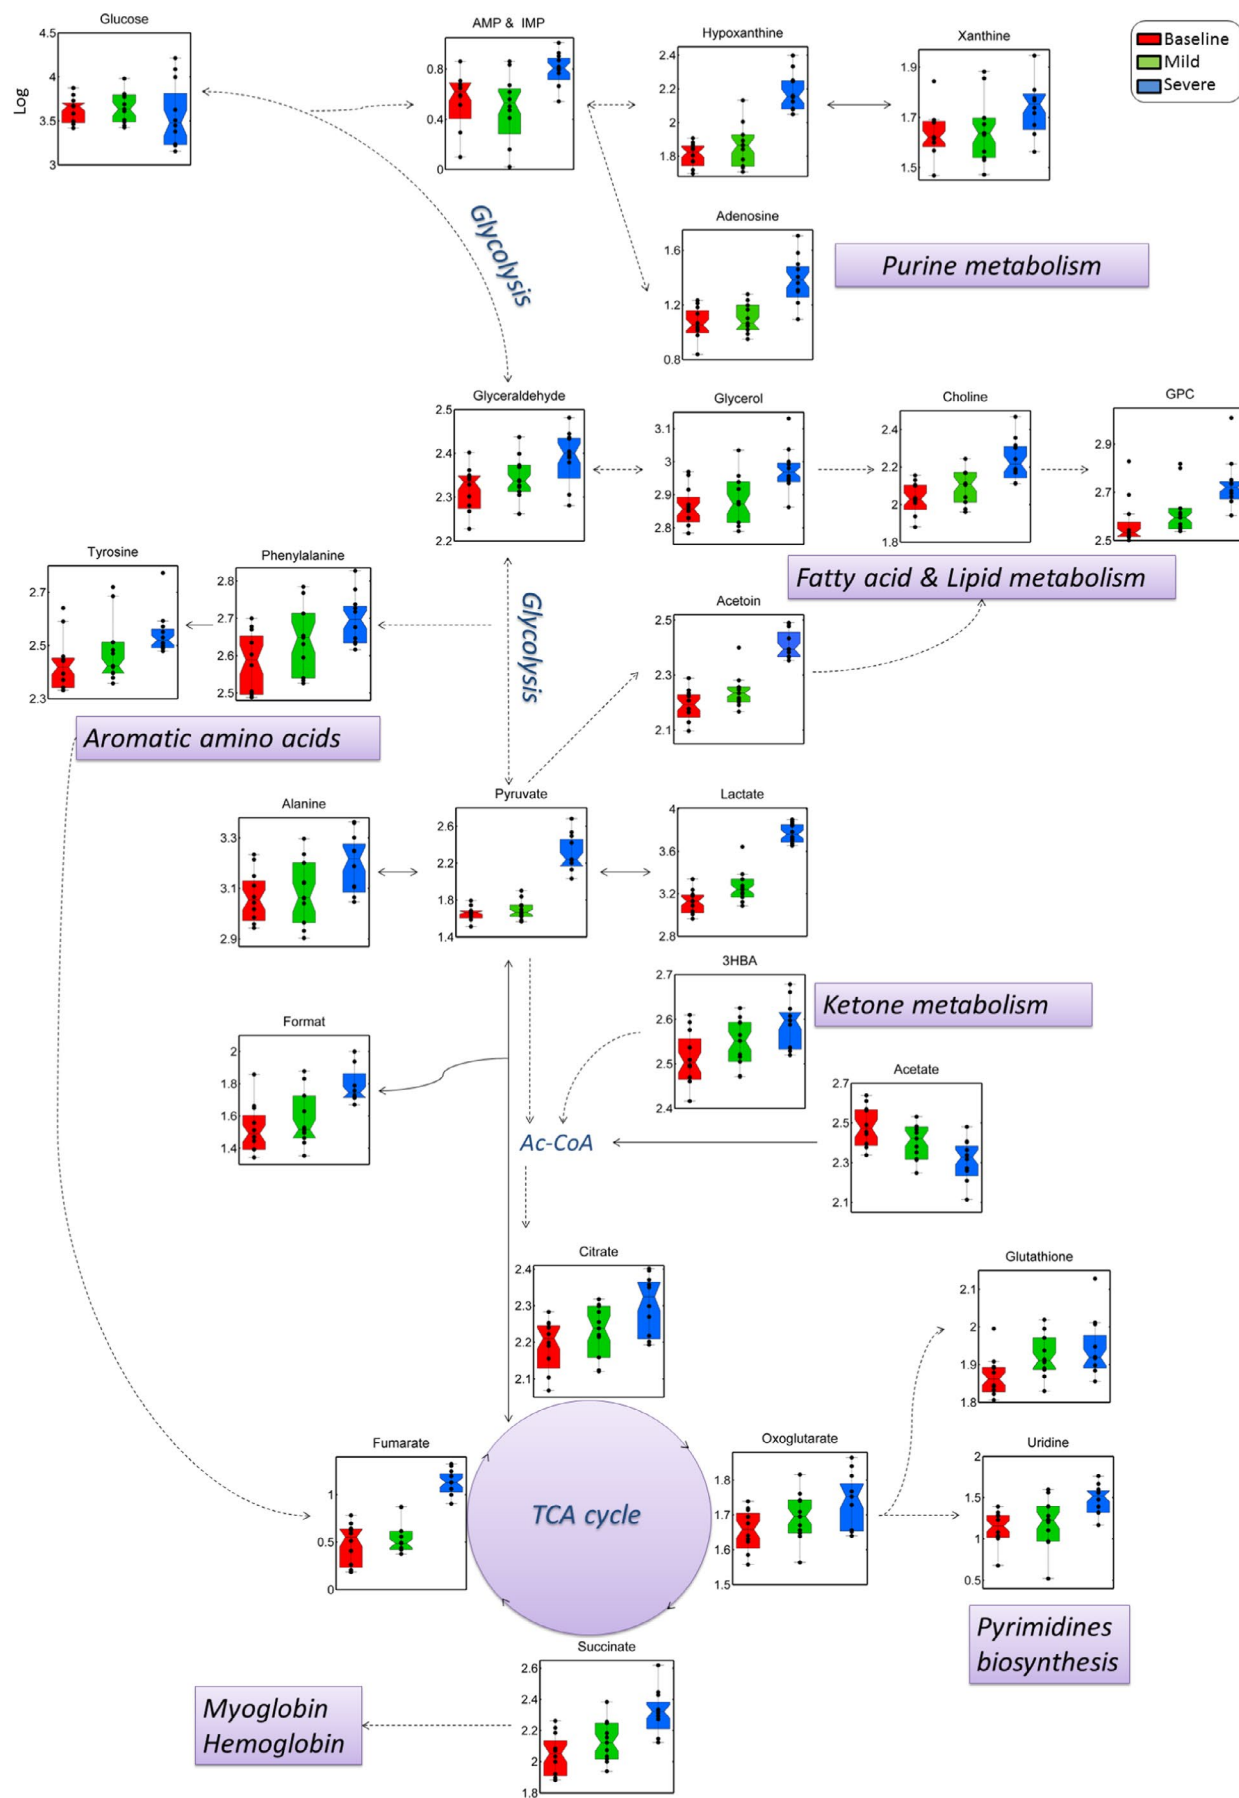 Glucose
AMP & IMP
Hypoxanthine
Xanthine
Baseline
Mild
Severe
Log
4.5
4
3.5
3
0.8
0.4
0
2.4
2.2
2
1.8
1.9
1.7
1.5
Glycolysis
Adenosine
1.6
1.2
0.8
Purine metabolism
Glyceraldehyde
2.5
2.4
2.3
2.2
Glycerol
3.1
3
2.9
2.8
Choline
2.4
2.2
2
1.8
GPC
2.9
2.7
2.5
Fatty acid & Lipid metabolism
Tyrosine
2.7
2.5
2.3
Phenylalanine
2.8
2.7
2.6
2.5
Glycolysis
Acetoin
2.5
2.3
2.1
Aromatic amino acids
Alanine
3.3
3.1
2.9
Pyruvate
2.6
2.2
1.8
1.4
Lactate
4
3.6
3.2
2.8
3HBA
2.7
2.6
2.5
2.4
Ketone metabolism
Format
2
1.8
1.6
1.4
Acetate
2.7
2.5
2.3
2.1
Ac-CoA
Citrate
2.4
2.3
2.2
2.1
Glutathione
2.1
2
1.9
1.8
Fumarate
1
0.5
0
TCA cycle
Oxoglutarate
1.8
1.7
1.6
1.5
Uridine
2
1.5
1
0.5
Pyrimidines
biosynthesis
Succinate
2.6
2.4
2.2
2
1.8
Myoglobin
Hemoglobin